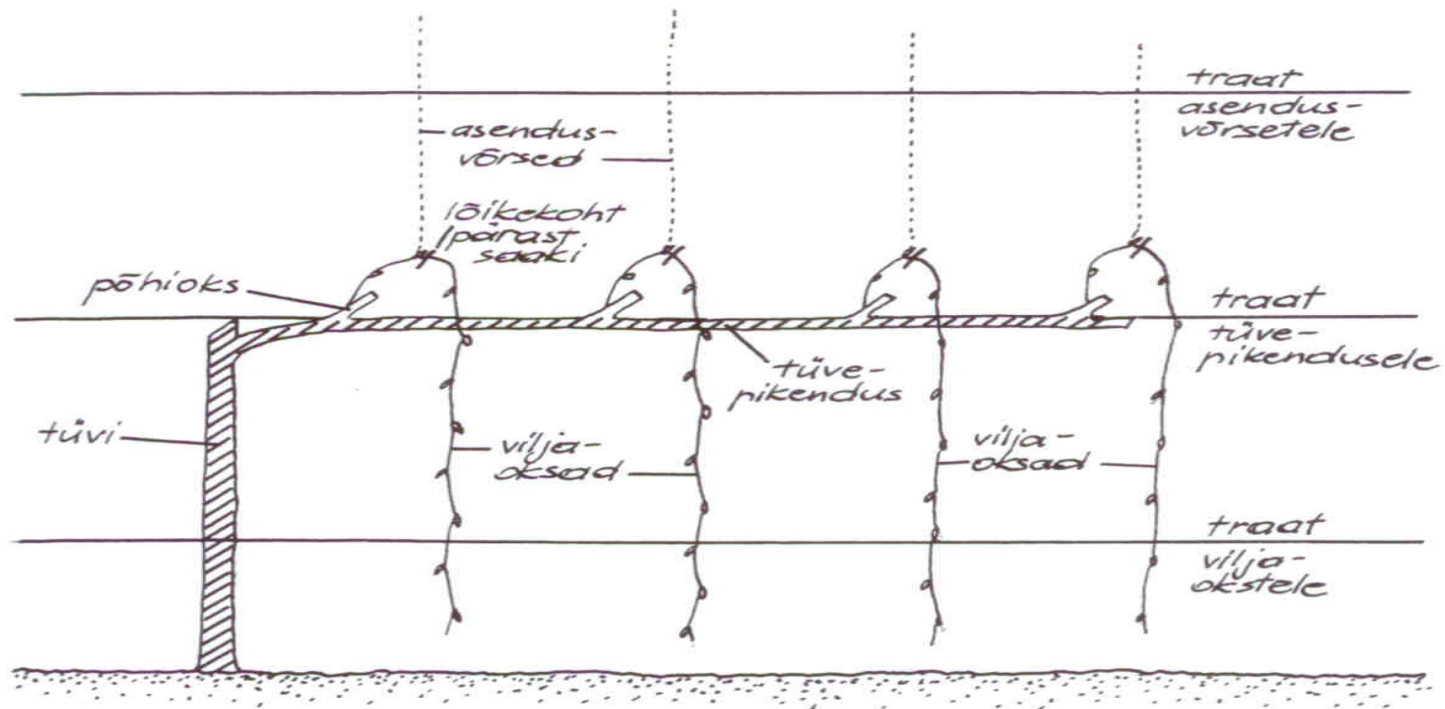 traat
asendus-
võrsetele
asendus-
võrsed
lõikekoht
pärast
saaki
põhioks
traat
tüve-
pikendusele
tüve-
pikendus
tüvi
vilja-
oksad
vilja-
oksad
traat
vilja-
okstele